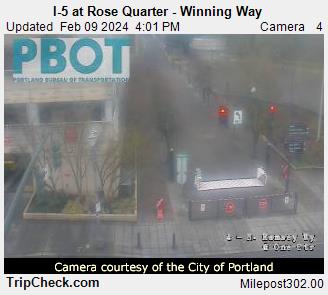 I-5 at Rose Quarter - Winning Way
Updated Feb 09 2024 4:01 PM Camera 4
PBOT
PORTLAND BUREAU OF TRANSPORTATION
Camera courtesy of the City of Portland
TripCheck.com Milepost302.00